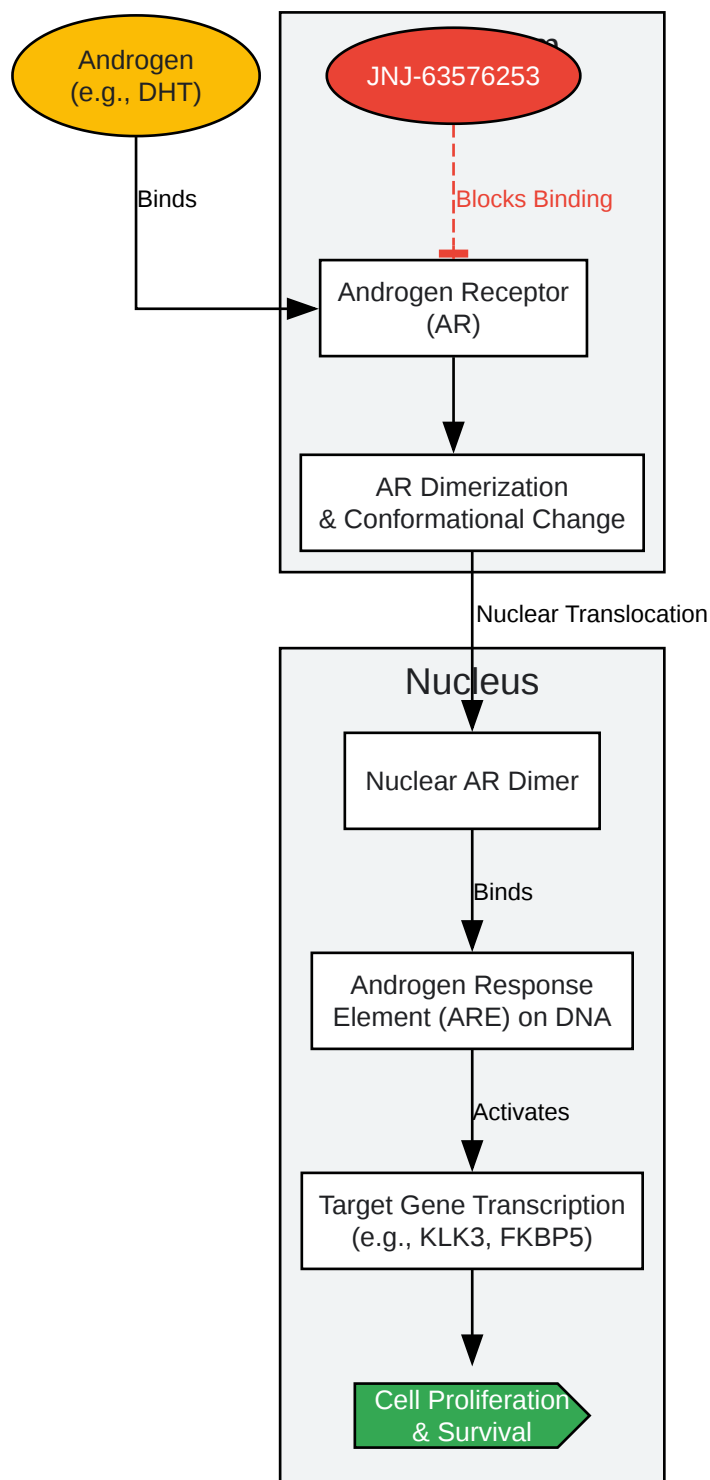 Androgen
(e.g., DHT)
JNJ-63576253
Binds
Blocks Binding
Androgen Receptor
(AR)
AR Dimerization
& Conformational Change
Nuclear Translocation
Nucleus
Nuclear AR Dimer
Binds
Androgen Response
Element (ARE) on DNA
Activates
Target Gene Transcription
(e.g., KLK3, FKBP5)
Cell Proliferation
& Survival